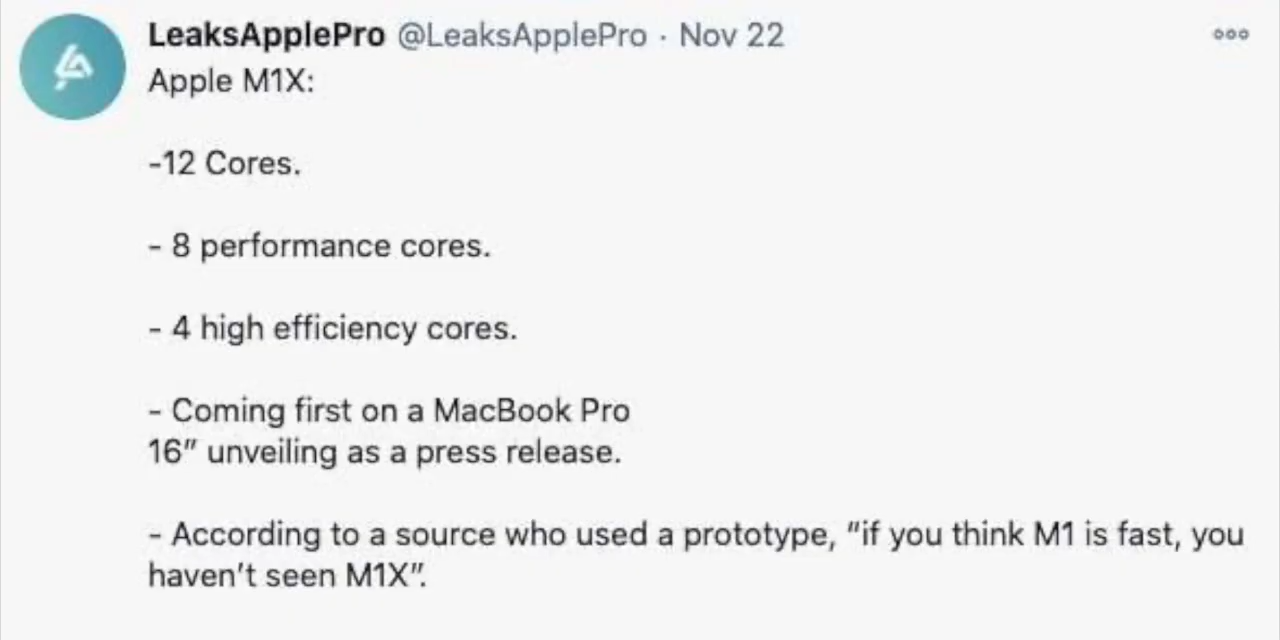 LeaksApplePro @LeaksApplePro · Nov 22
Apple M1X:
-12 Cores.
- 8 performance cores.
- 4 high efficiency cores.
- Coming first on a MacBook Pro
16” unveiling as a press release.
- According to a source who used a prototype, ”if you think M1 is fast, you
haven’t seen M1X”.